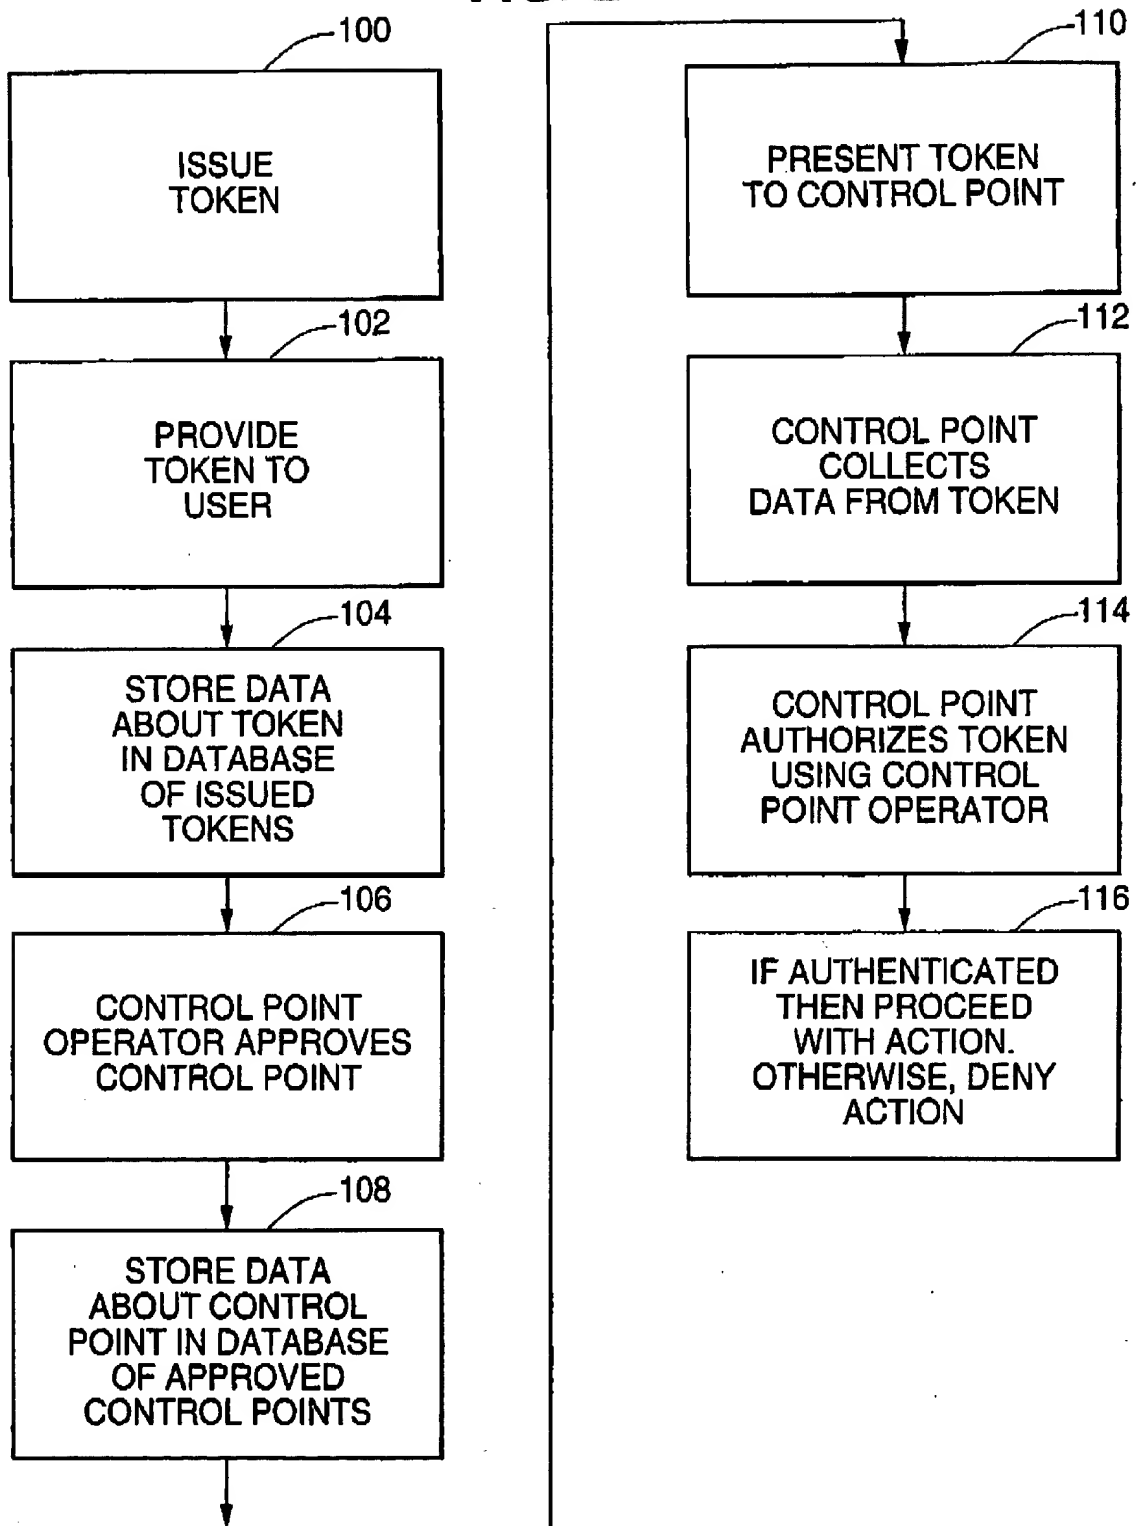 100
ISSUE
TOKEN
102
PROVIDE
TOKEN TO
USER
104
STORE DATA
ABOUT TOKEN
IN DATABASE
OF ISSUED
TOKENS
106
CONTROL POINT
OPERATOR APPROVES
CONTROL POINT
108
STORE DATA
ABOUT CONTROL
POINT IN DATABASE
OF APPROVED
CONTROL POINTS
110
PRESENT TOKEN
TO CONTROL POINT
112
CONTROL POINT
COLLECTS
DATA FROM TOKEN
114
CONTROL POINT
AUTHORIZES TOKEN
USING CONTROL
POINT OPERATOR
116
IF AUTHENTICATED
THEN PROCEED
WITH ACTION.
OTHERWISE, DENY
ACTION